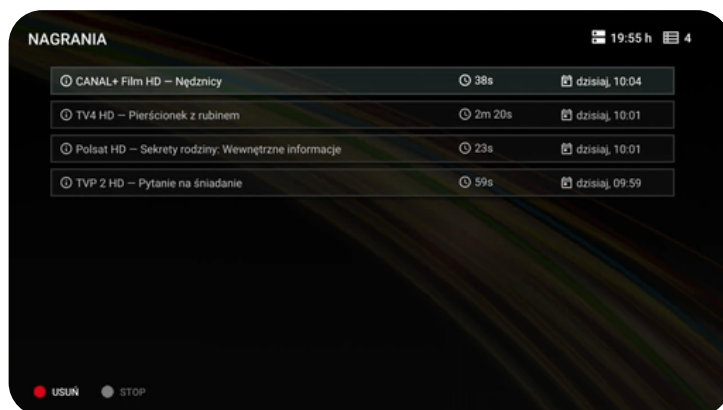 NAGRANIA 19:55 h 4
CANAL+ Film HD — Nędznicy 38s dzisiaj, 10:04
TV4 HD — Pierścionek z rubinem 2m 20s dzisiaj, 10:01
Polsat HD — Sekrety rodziny: Wewnętrzne informacje 23s dzisiaj, 10:01
TVP 2 HD — Pytanie na śniadanie 59s dzisiaj, 09:59
USUŃ STOP